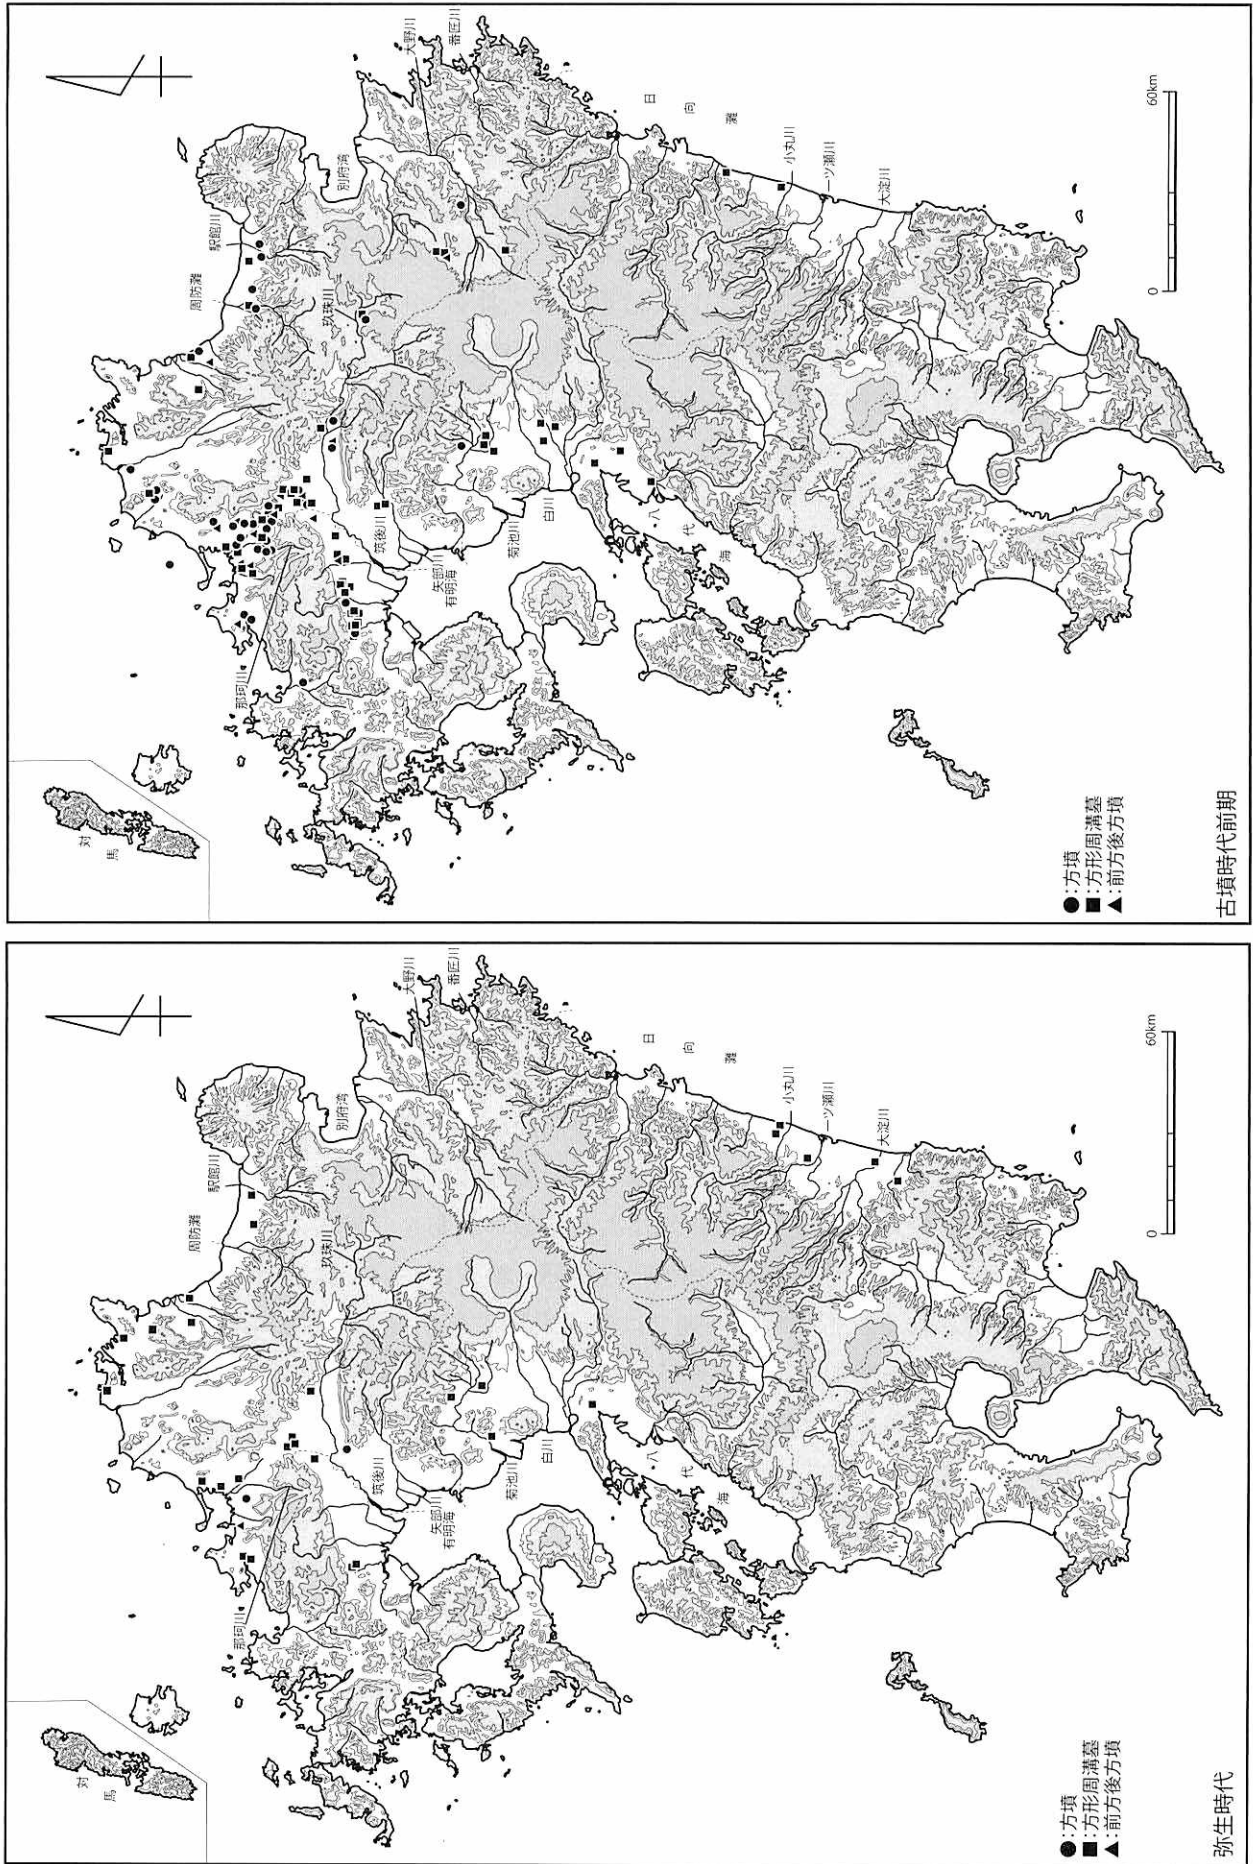 対馬
那珂川
周防灘
駅館川
別府湾
大野川
番匠川
玖珠川
筑後川
矢部川
有明海
菊池川
白川
八代海
日向灘
小丸川
一ツ瀬川
大淀川
0
60km
●:方墳
■:方形周溝墓
▲:前方後方墳
弥生時代
対馬
那珂川
周防灘
駅館川
別府湾
大野川
番匠川
玖珠川
筑後川
矢部川
有明海
菊池川
白川
八代海
日向灘
小丸川
一ツ瀬川
大淀川
0
60km
●:方墳
■:方形周溝墓
▲:前方後方墳
古墳時代前期